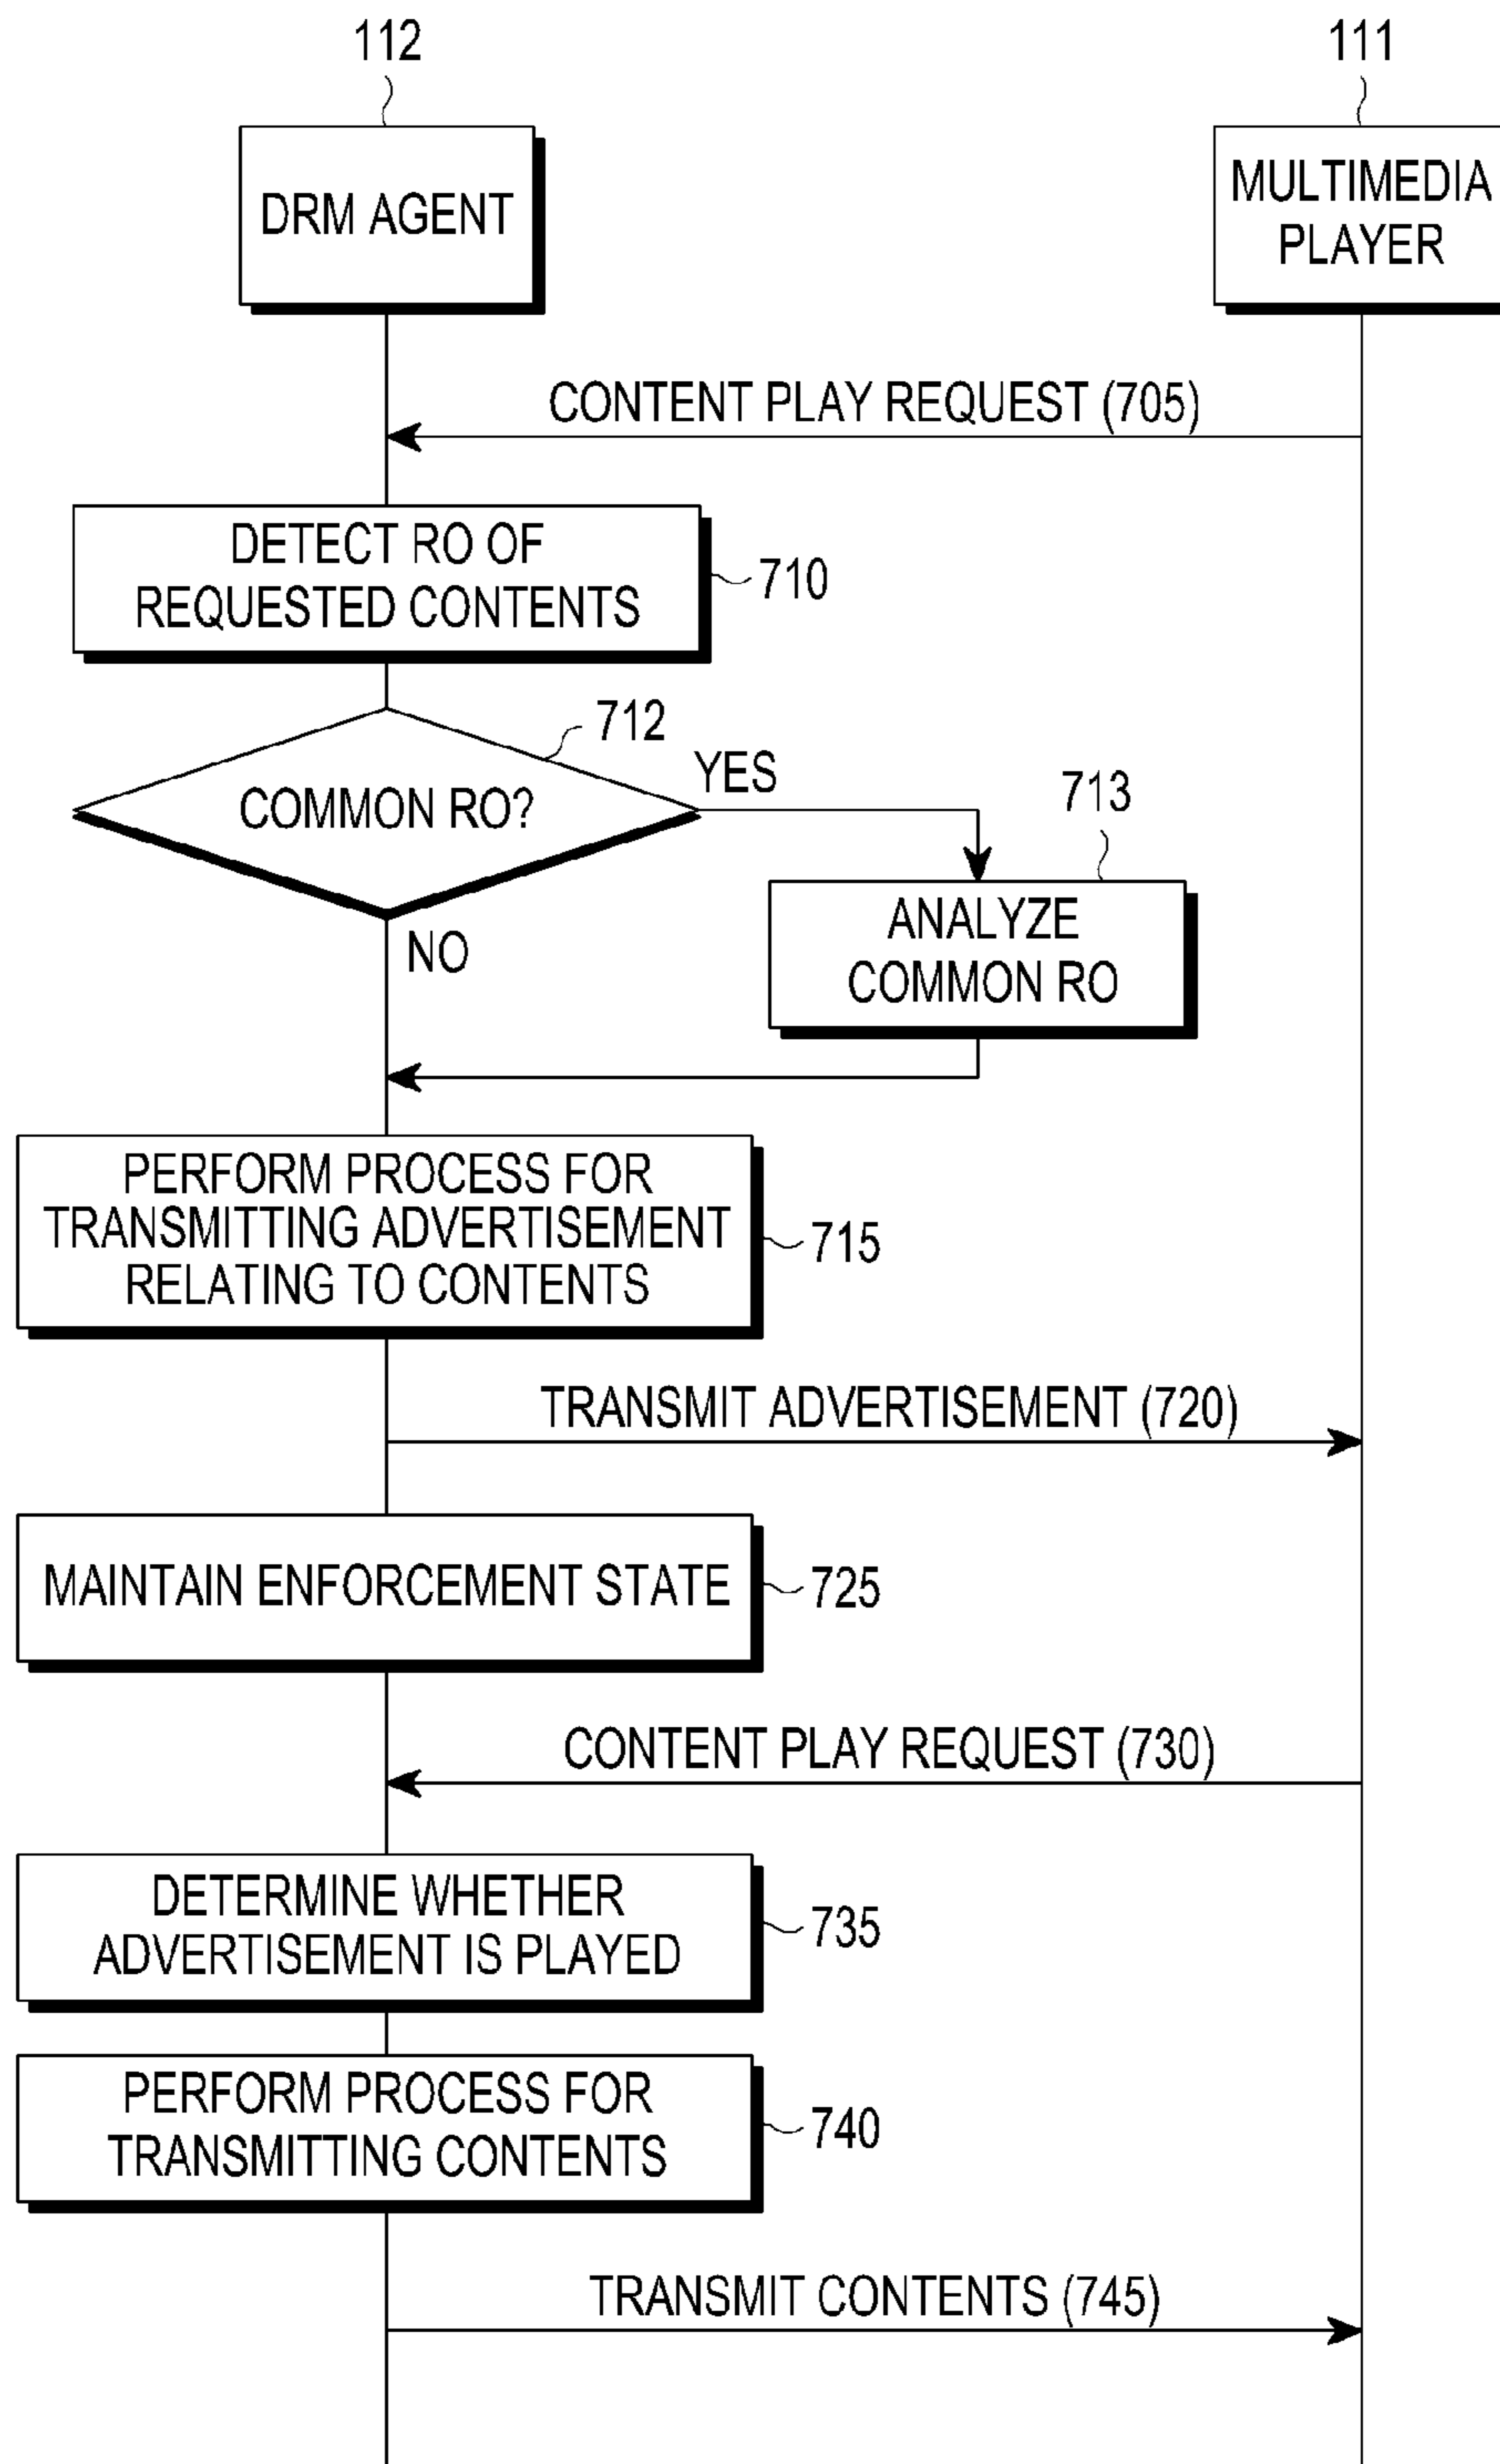 112
111
DRM AGENT
MULTIMEDIA
PLAYER
CONTENT PLAY REQUEST (705)
DETECT RO OF
REQUESTED CONTENTS
710
712
YES
COMMON RO?
713
ANALYZE
COMMON RO
NO
PERFORM PROCESS FOR
TRANSMITTING ADVERTISEMENT
RELATING TO CONTENTS
715
TRANSMIT ADVERTISEMENT (720)
MAINTAIN ENFORCEMENT STATE
725
CONTENT PLAY REQUEST (730)
DETERMINE WHETHER
ADVERTISEMENT IS PLAYED
735
PERFORM PROCESS FOR
TRANSMITTING CONTENTS
740
TRANSMIT CONTENTS (745)